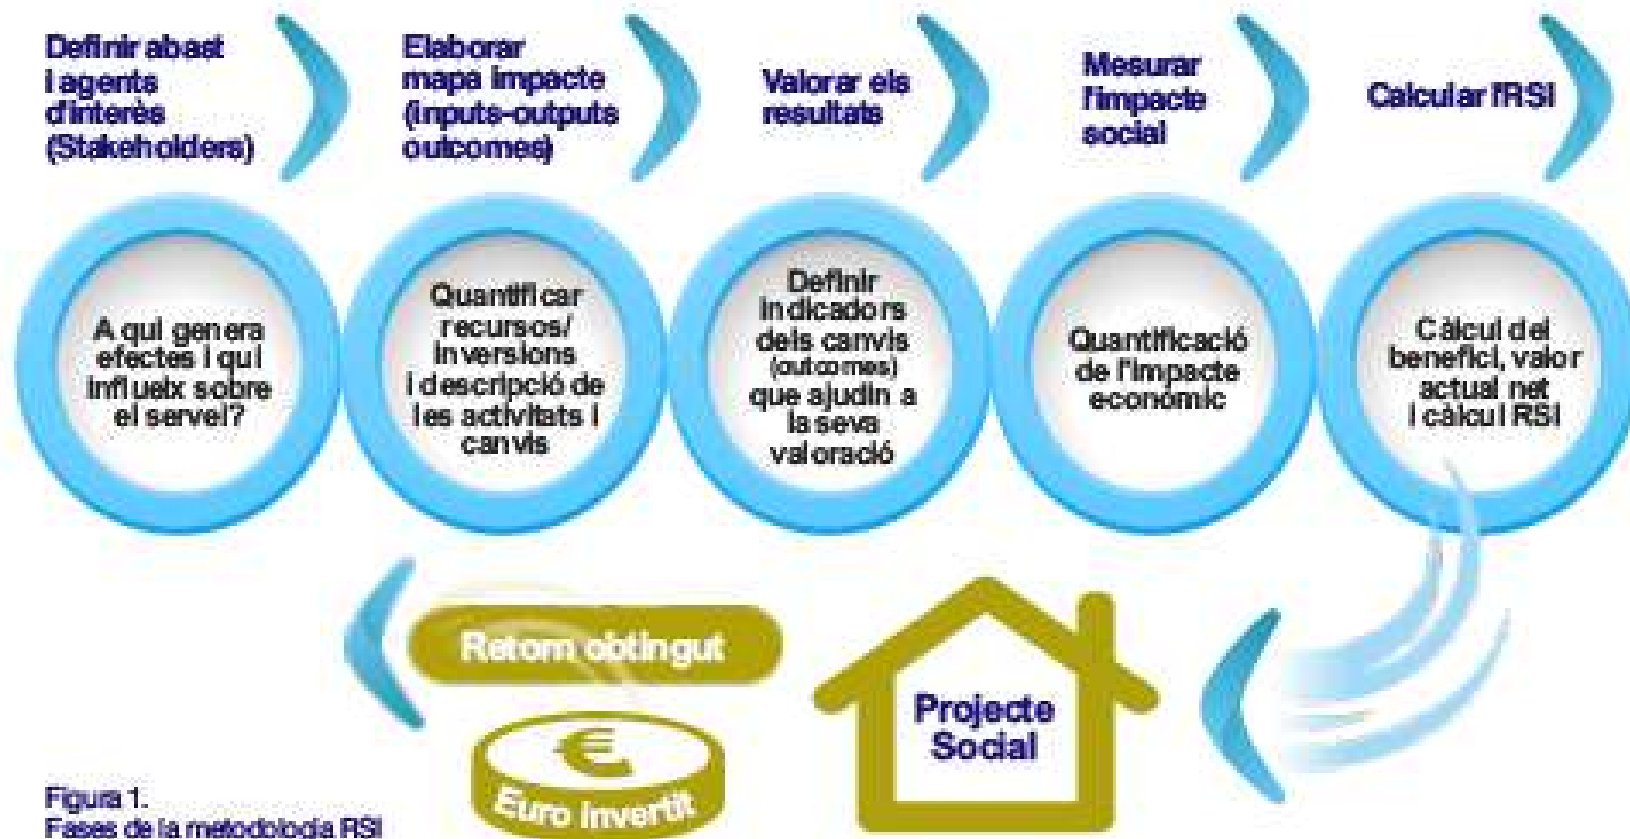 Definir abast
i agents
d'interès
(Stakeholders)
Elaborar
mapa impacte
(inputs-outputs
outcomes)
Valorar els
resultats
Mesurar
l'impacte
social
Calcular l'RSI
A qui genera
efectes i qui
influeix sobre
el servei?
Quantificar
recursos/
inversions
i descripció de
les activitats i
canvis
Definir
indicadors
dels canvis
(outcomes)
que ajudin a
la seva
valoració
Quantificació
de l'impacte
econòmic
Càlcul del
benefici, valor
actual net
i càlcul RSI
Retorn obtingut
€
Euro invertit
Projecte
Social
Figura 1.
Fases de la metodologia RSI